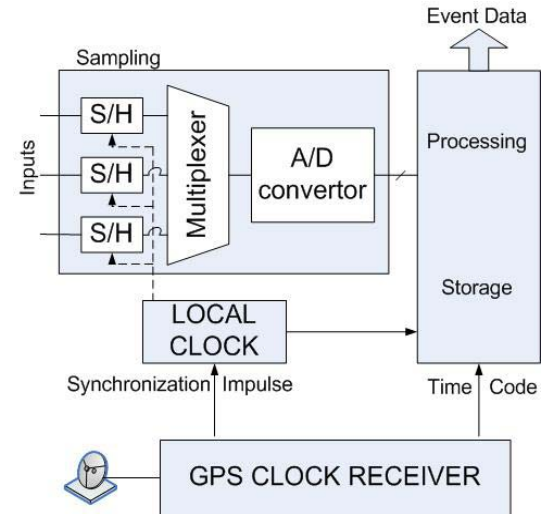 Event Data
Sampling
S/H
S/H
S/H
Inputs
Multiplexer
A/D
convertor
Processing
Storage
LOCAL
CLOCK
Synchronization Impulse
Time Code
GPS CLOCK RECEIVER